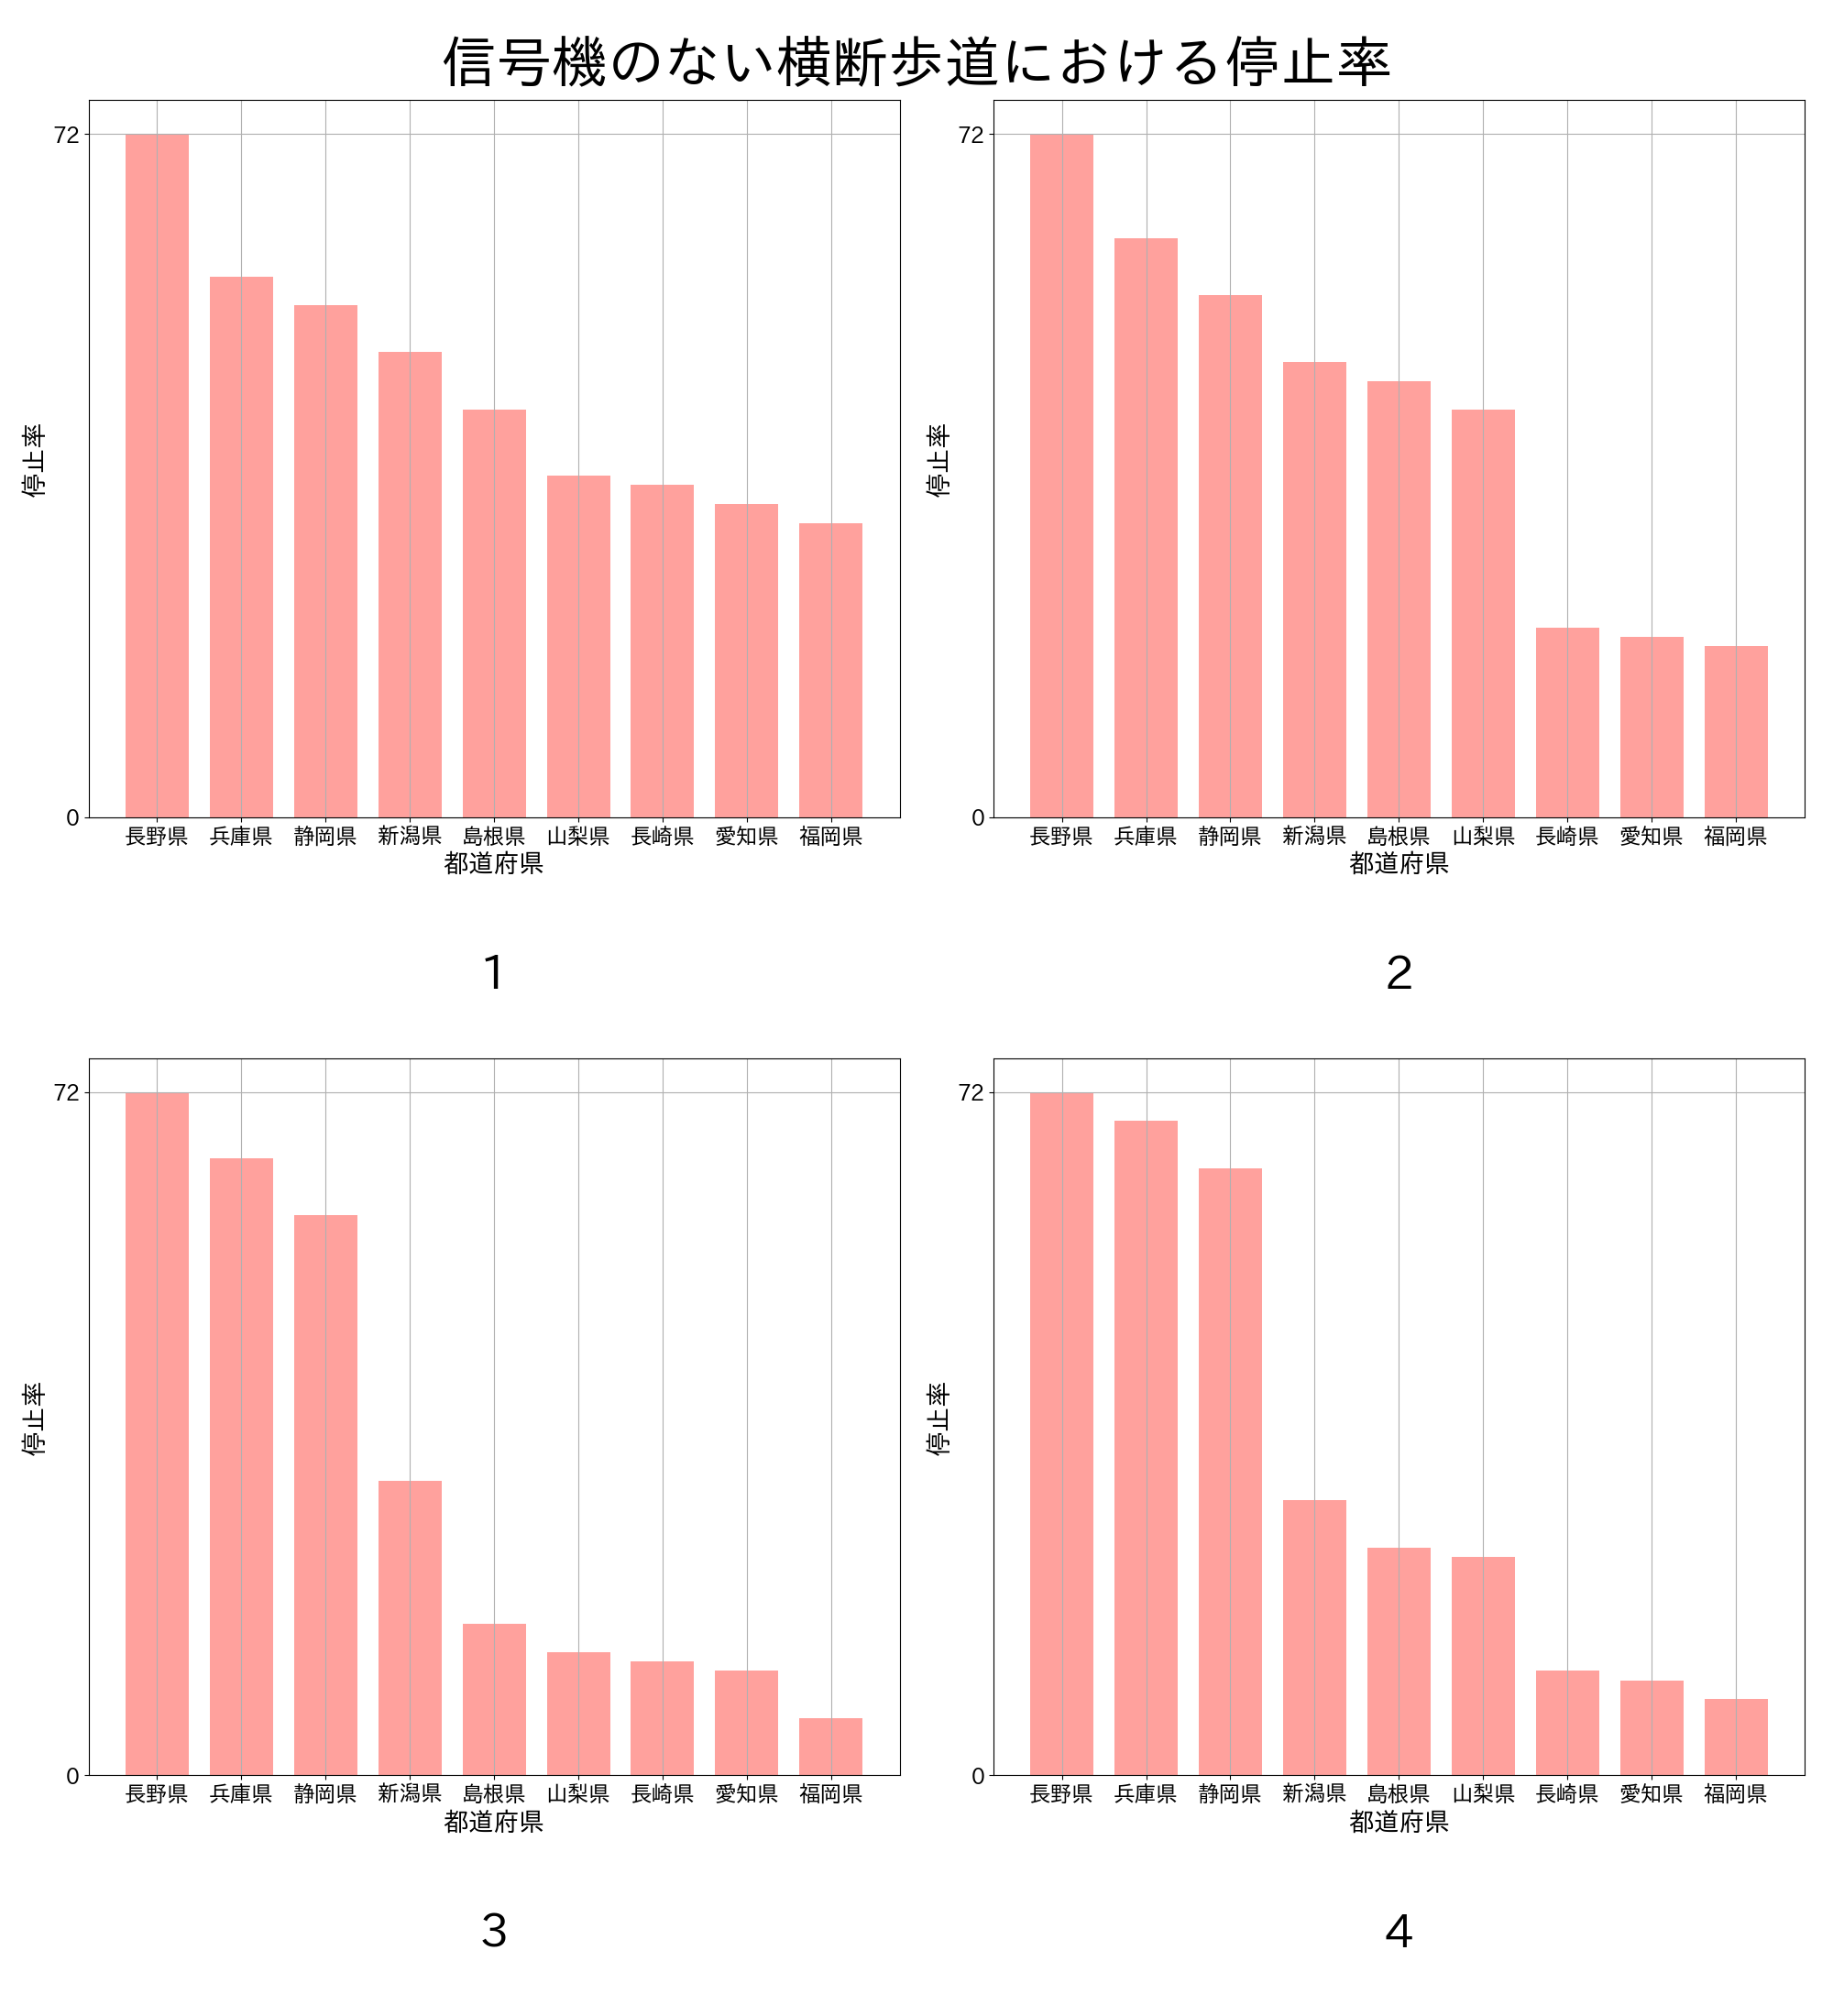 信号機のない横断歩道における停止率
72
0
停止率
長野県 兵庫県 静岡県 新潟県 島根県 山梨県 長崎県 愛知県 福岡県
都道府県
1
72
0
停止率
長野県 兵庫県 静岡県 新潟県 島根県 山梨県 長崎県 愛知県 福岡県
都道府県
2
72
0
停止率
長野県 兵庫県 静岡県 新潟県 島根県 山梨県 長崎県 愛知県 福岡県
都道府県
3
72
0
停止率
長野県 兵庫県 静岡県 新潟県 島根県 山梨県 長崎県 愛知県 福岡県
都道府県
4